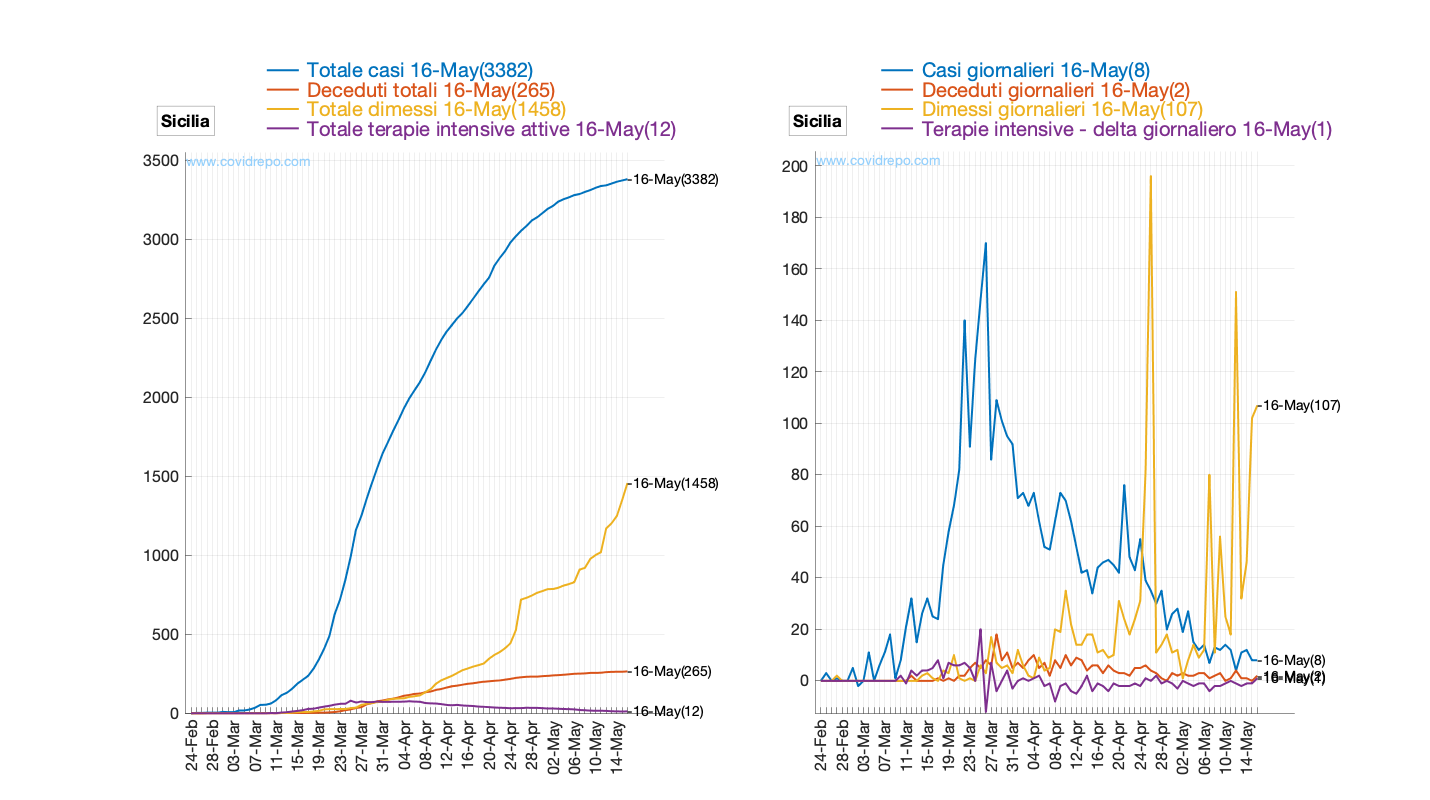 Totale casi 16-May(3382)
Deceduti totali 16-May(265)
Totale dimessi 16-May(1458)
Totale terapie intensive attive 16-May(12)
Sicilia
www.covidrepo.com
3500
3000
2500
2000
1500
1000
500
0
16-May(3382)
16-May(1458)
16-May(265)
16-May(12)
24-Feb
28-Feb
03-Mar
07-Mar
11-Mar
15-Mar
19-Mar
23-Mar
27-Mar
31-Mar
04-Apr
08-Apr
12-Apr
16-Apr
20-Apr
24-Apr
28-Apr
02-May
06-May
10-May
14-May
Casi giornalieri 16-May(8)
Deceduti giornalieri 16-May(2)
Dimessi giornalieri 16-May(107)
Terapie intensive - delta giornaliero 16-May(1)
Sicilia
www.covidrepo.com
200
180
160
140
120
100
80
60
40
20
0
16-May(107)
16-May(8)
16-May(2)
16-May(1)
24-Feb
28-Feb
03-Mar
07-Mar
11-Mar
15-Mar
19-Mar
23-Mar
27-Mar
31-Mar
04-Apr
08-Apr
12-Apr
16-Apr
20-Apr
24-Apr
28-Apr
02-May
06-May
10-May
14-May